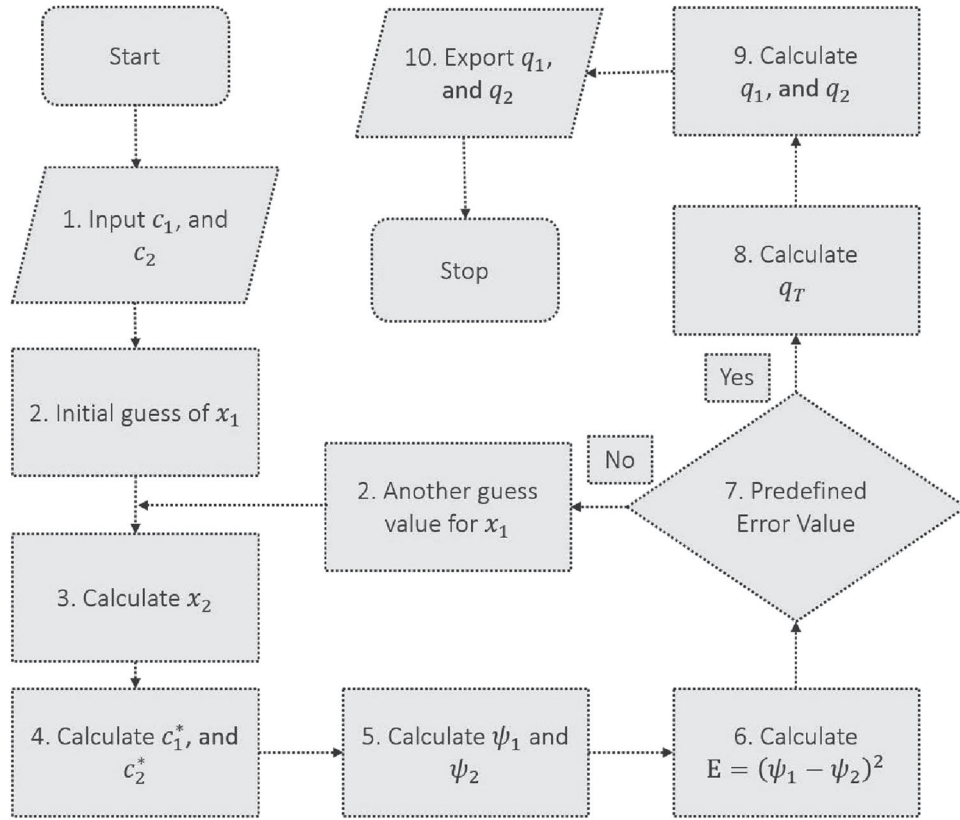 Start
1. Input c₁, and
c₂
2. Initial guess of x₁
3. Calculate x₂
4. Calculate c₁*, and
c₂*
5. Calculate ψ₁ and
ψ₂
6. Calculate
E = (ψ₁ − ψ₂)²
7. Predefined
Error Value
No
2. Another guess
value for x₁
Yes
8. Calculate
q_T
9. Calculate
q₁, and q₂
10. Export q₁,
and q₂
Stop